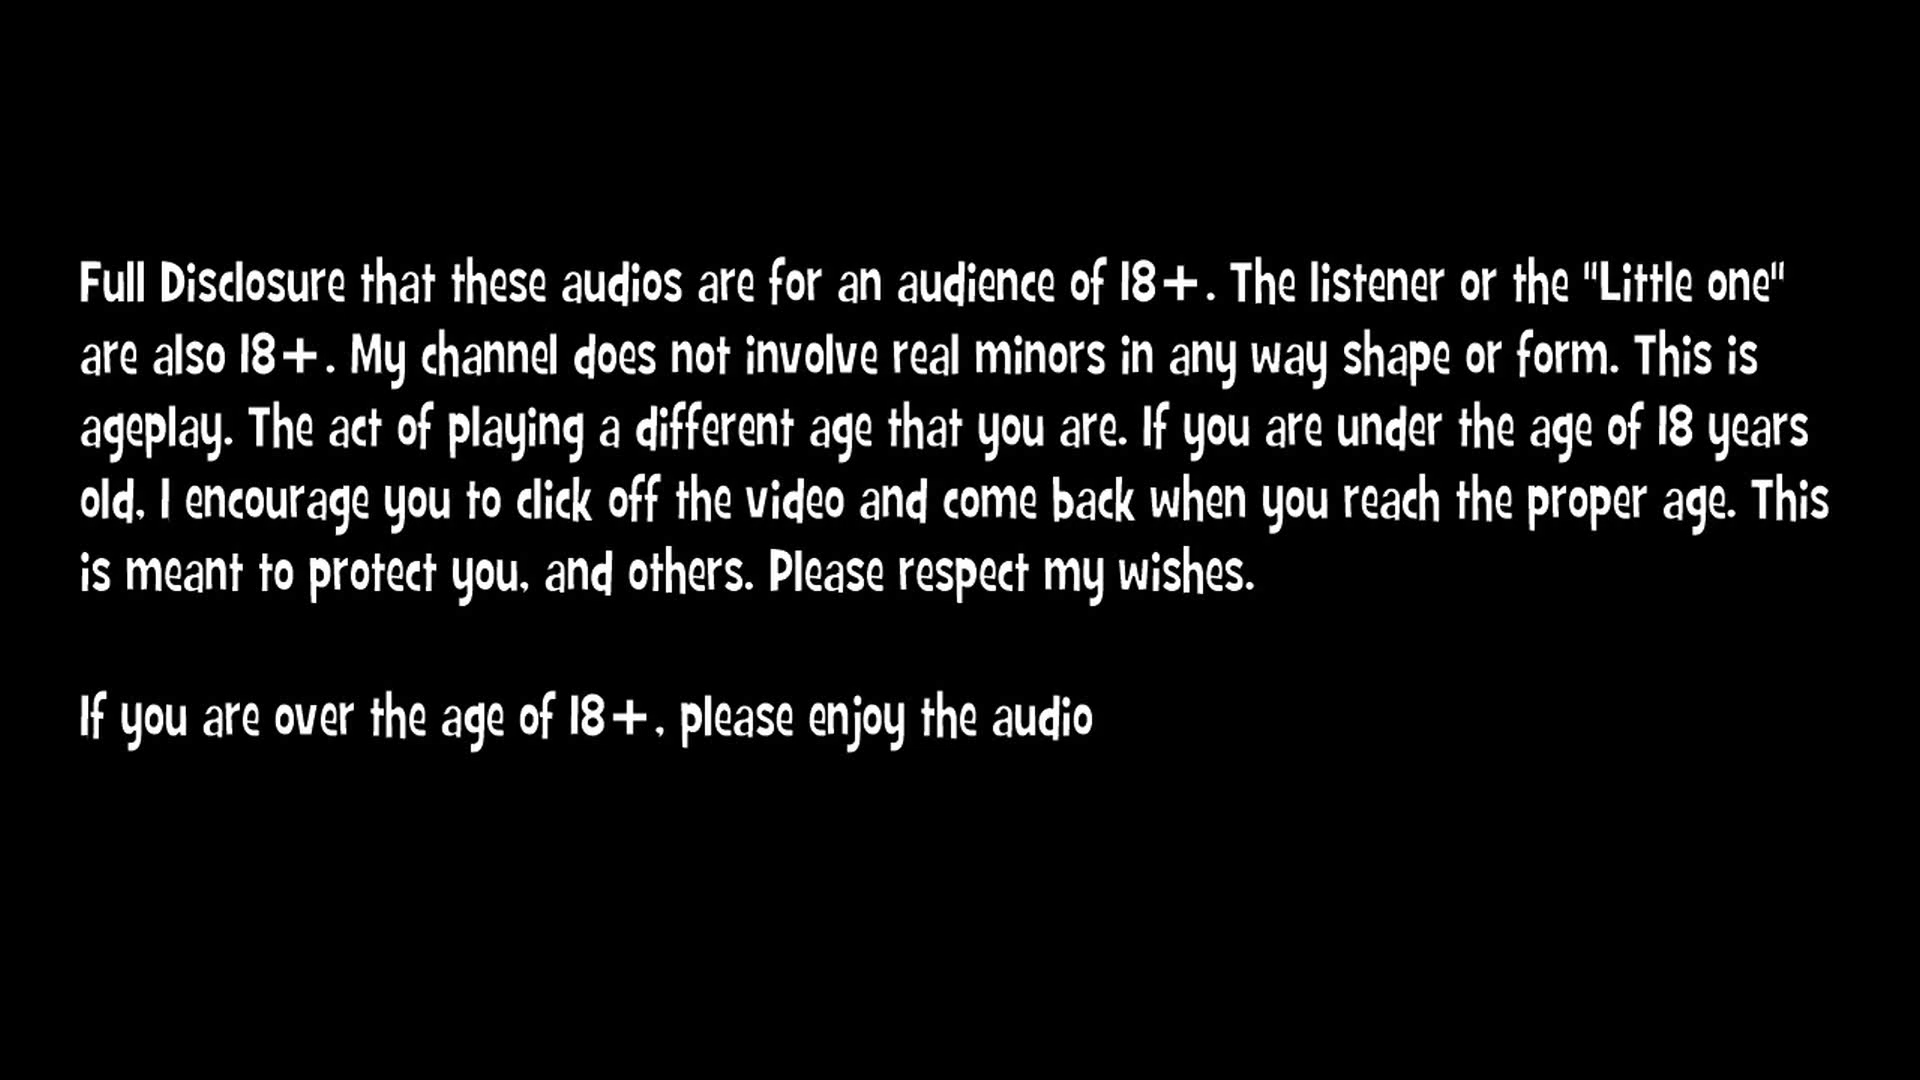 Full Disclosure that these audios are for an audience of 18+. The listener or the "Little one"
are also 18+. My channel does not involve real minors in any way shape or form. This is
ageplay. The act of playing a different age that you are. If you are under the age of 18 years
old, I encourage you to click off the video and come back when you reach the proper age. This
is meant to protect you, and others. Please respect my wishes.
If you are over the age of 18+, please enjoy the audio